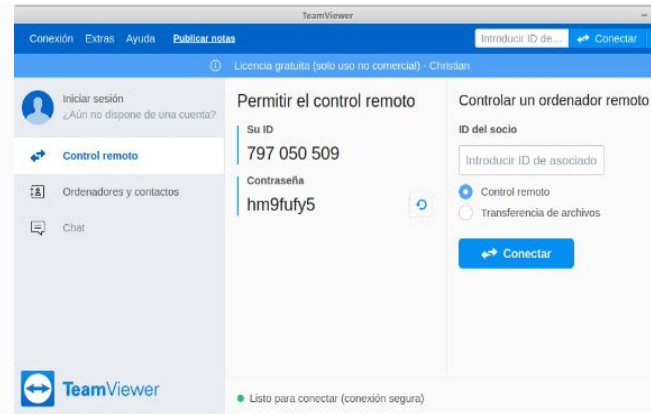 TeamViewer
Conexión Extras Ayuda Publicar notas
Introducir ID de... Conectar
Licencia gratuita (solo uso no comercial) - Christian
Iniciar sesión
¿Aún no dispone de una cuenta?
Control remoto
Ordenadores y contactos
Chat
TeamViewer
Permitir el control remoto
Su ID
797 050 509
Contraseña
hm9fufy5
Listo para conectar (conexión segura)
Controlar un ordenador remoto
ID del socio
Introducir ID de asociado
Control remoto
Transferencia de archivos
Conectar